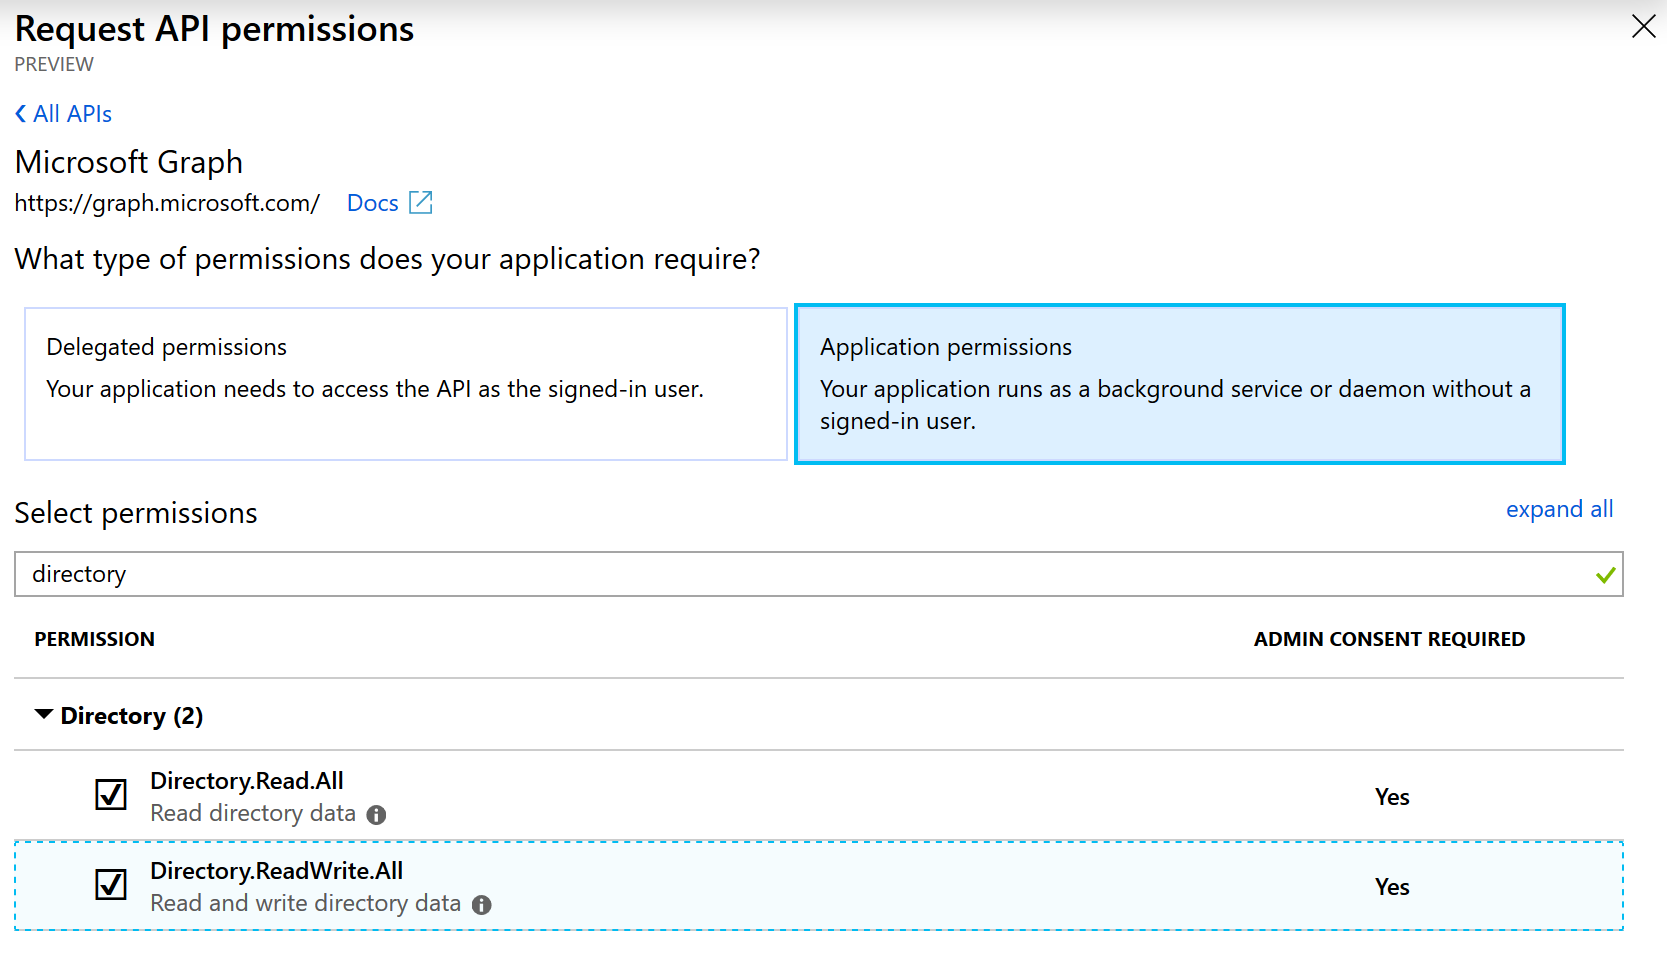 Request API permissions
PREVIEW
All APIs
Microsoft Graph
https://graph.microsoft.com/ Docs
What type of permissions does your application require?
Delegated permissions
Your application needs to access the API as the signed-in user.
Application permissions
Your application runs as a background service or daemon without a
signed-in user.
Select permissions
expand all
directory
PERMISSION
ADMIN CONSENT REQUIRED
Directory (2)
Directory.Read.All
Read directory data
Yes
Directory.ReadWrite.All
Read and write directory data
Yes